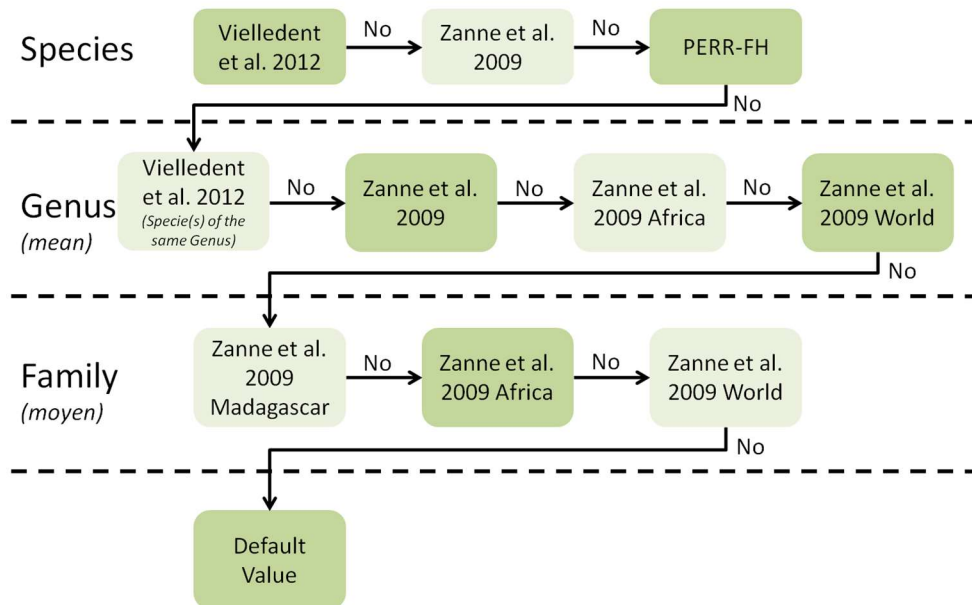 Species
Vielledent
et al. 2012
No
Zanne et al.
2009
No
PERR-FH
No
Genus
(mean)
Vielledent
et al. 2012
(Specie(s) of the
same Genus)
No
Zanne et al.
2009
No
Zanne et al.
2009 Africa
No
Zanne et al.
2009 World
No
Family
(moyen)
Zanne et al.
2009
Madagascar
No
Zanne et al.
2009 Africa
No
Zanne et al.
2009 World
No
Default
Value